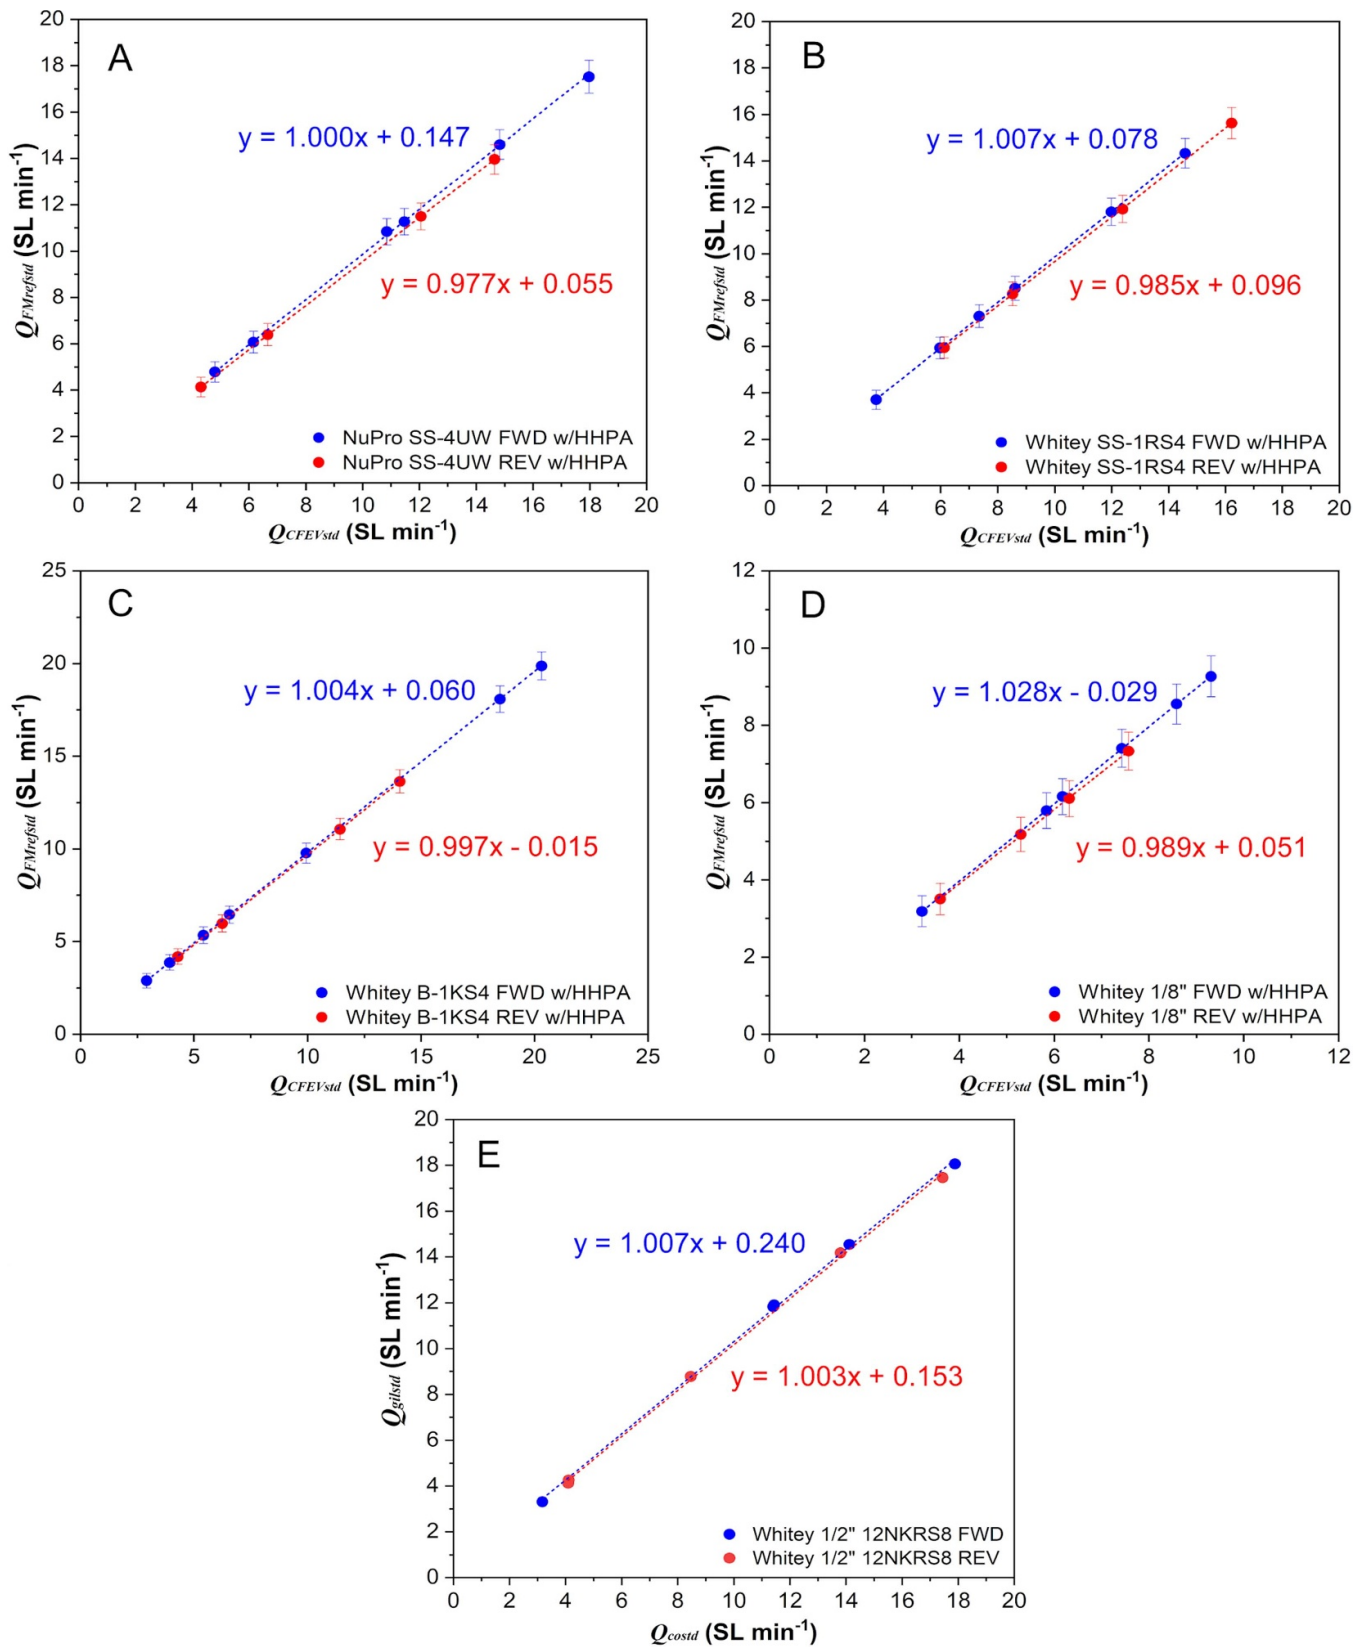 A
y = 1.000x + 0.147
y = 0.977x + 0.055
NuPro SS-4UW FWD w/HHPA
NuPro SS-4UW REV w/HHPA
20
18
16
14
12
10
8
6
4
2
0
0 2 4 6 8 10 12 14 16 18 20
QFMrefstd (SL min-1)
QCFEVstd (SL min-1)
B
y = 1.007x + 0.078
y = 0.985x + 0.096
Whitey SS-1RS4 FWD w/HHPA
Whitey SS-1RS4 REV w/HHPA
20
18
16
14
12
10
8
6
4
2
0
0 2 4 6 8 10 12 14 16 18 20
QFMrefstd (SL min-1)
QCFEVstd (SL min-1)
C
y = 1.004x + 0.060
y = 0.997x - 0.015
Whitey B-1KS4 FWD w/HHPA
Whitey B-1KS4 REV w/HHPA
25
20
15
10
5
0
0 5 10 15 20 25
QFMrefstd (SL min-1)
QCFEVstd (SL min-1)
D
y = 1.028x - 0.029
y = 0.989x + 0.051
Whitey 1/8" FWD w/HHPA
Whitey 1/8" REV w/HHPA
12
10
8
6
4
2
0
0 2 4 6 8 10 12
QFMrefstd (SL min-1)
QCFEVstd (SL min-1)
E
y = 1.007x + 0.240
y = 1.003x + 0.153
Whitey 1/2" 12NKRS8 FWD
Whitey 1/2" 12NKRS8 REV
20
18
16
14
12
10
8
6
4
2
0
0 2 4 6 8 10 12 14 16 18 20
Qgilstd (SL min-1)
Qcostd (SL min-1)